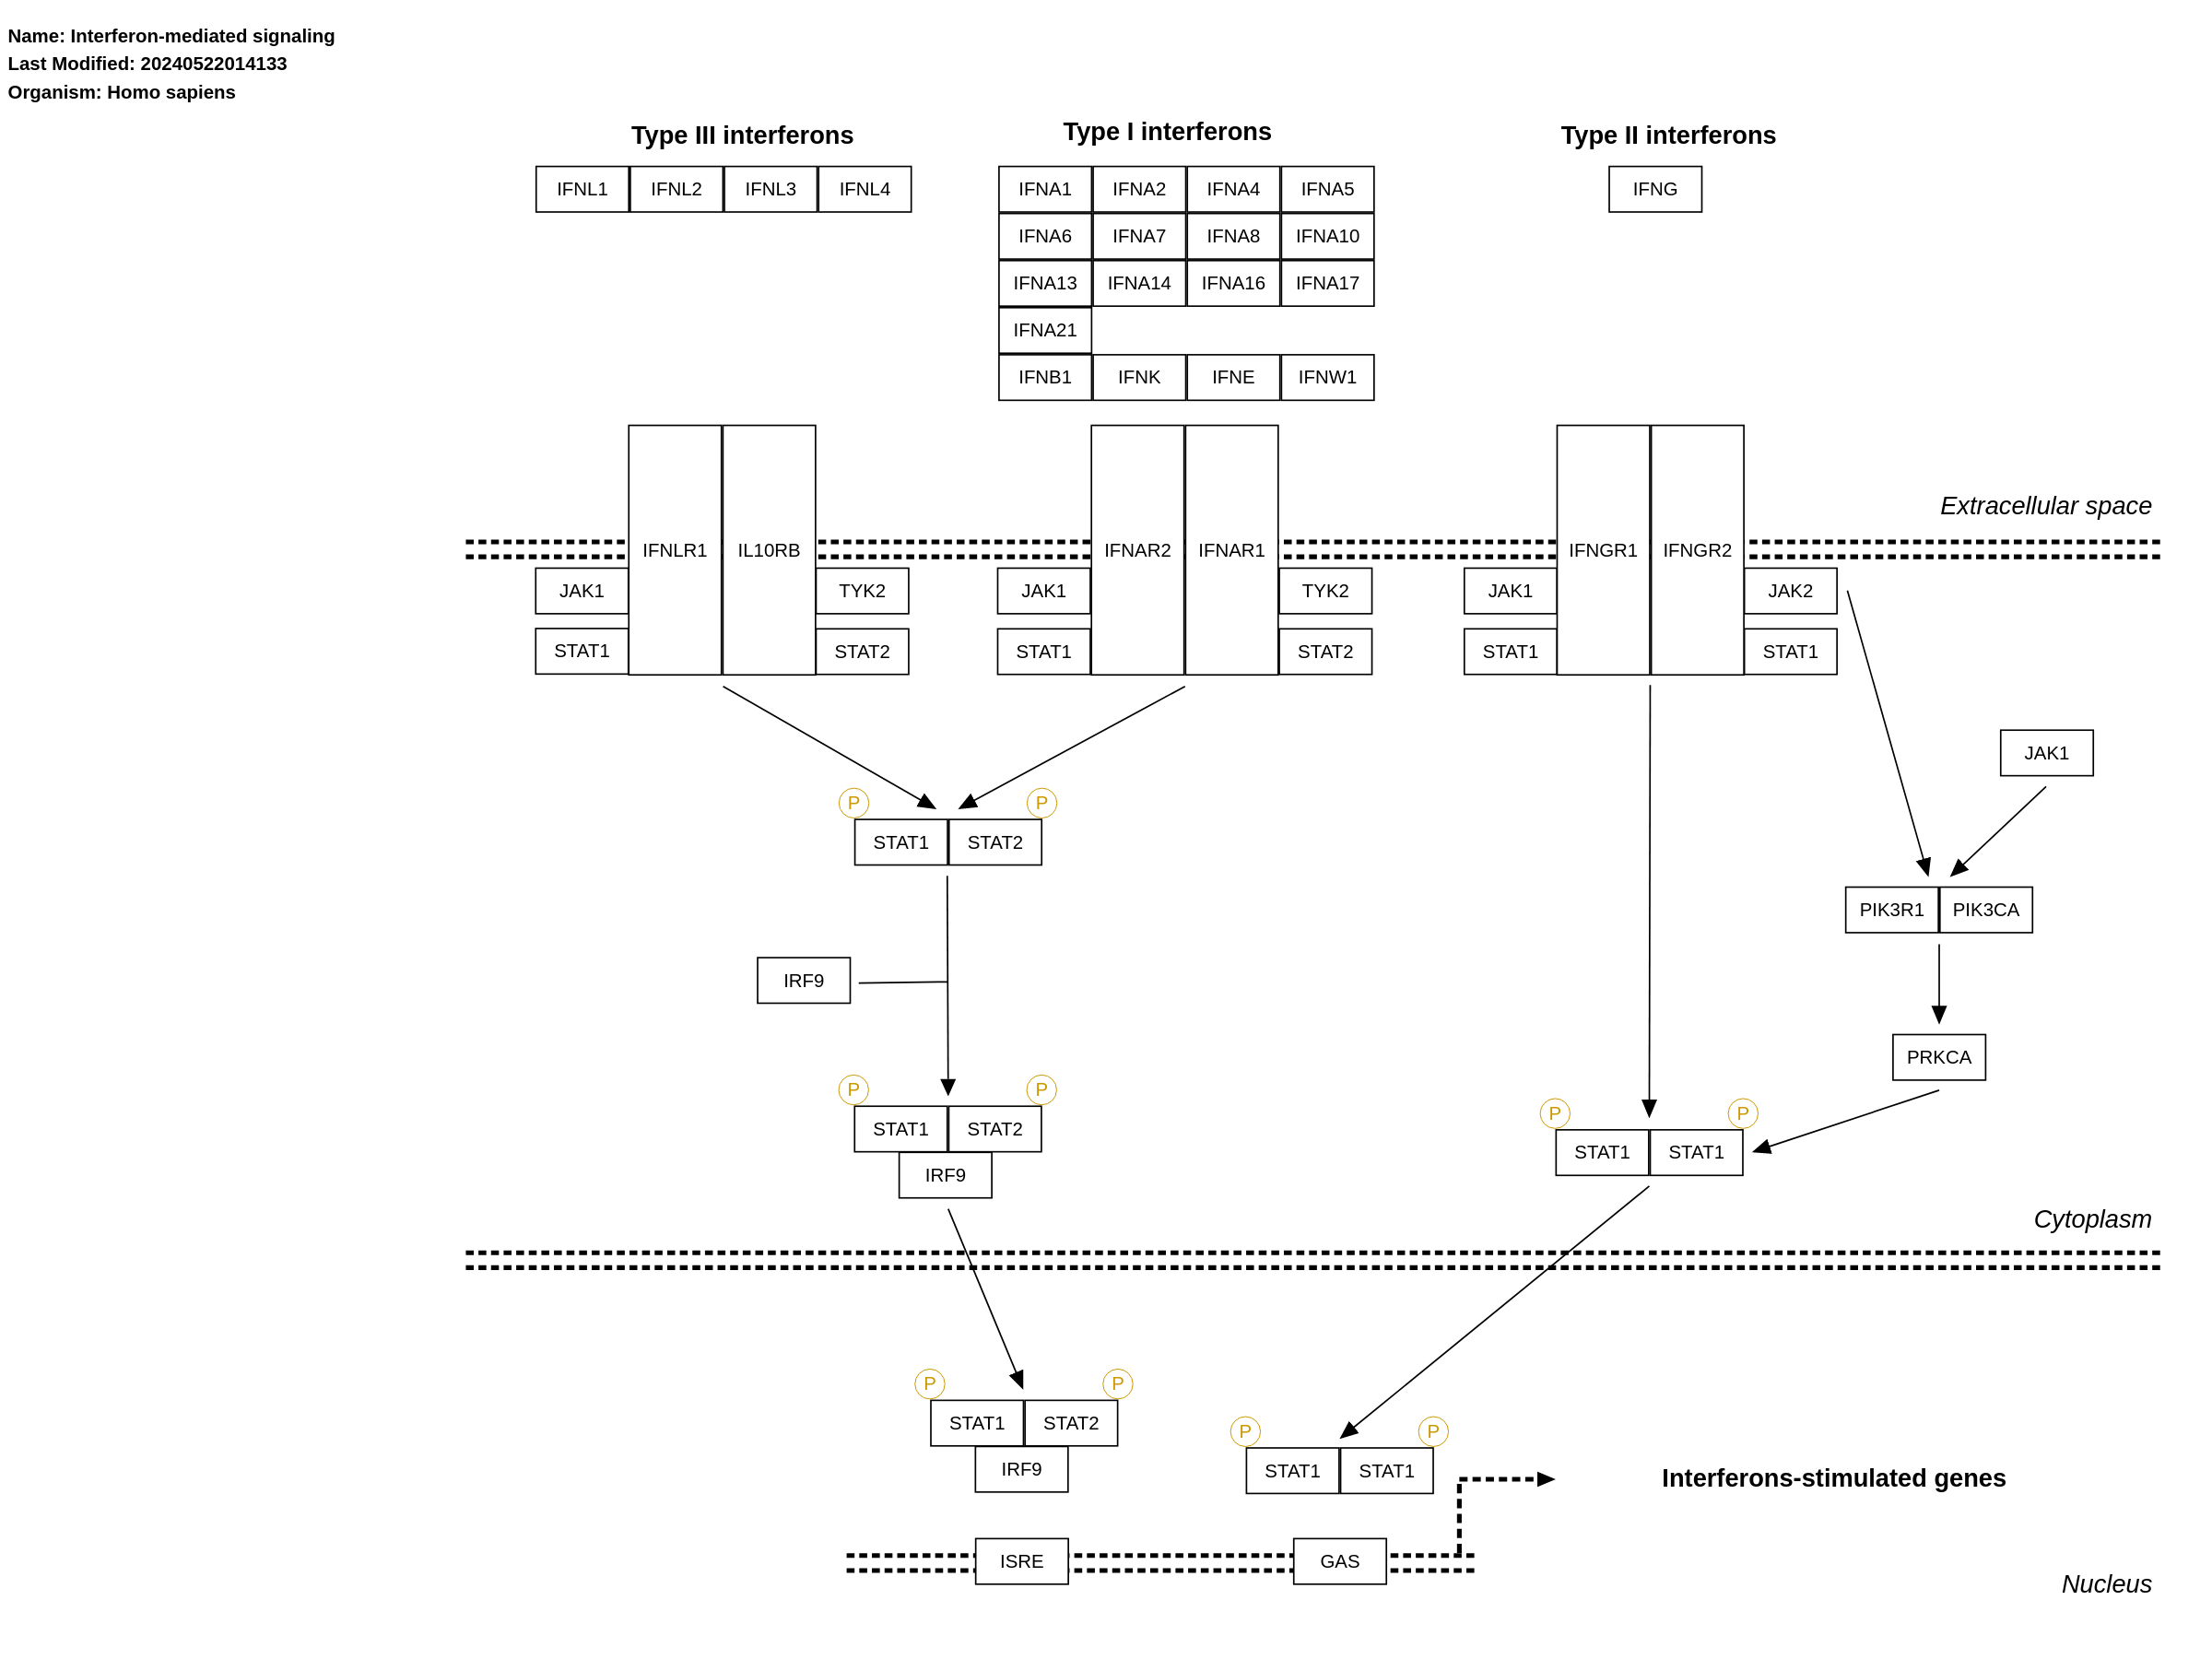 Name: Interferon-mediated signaling
Last Modified: 20240522014133
Organism: Homo sapiens
Type III interferons
Type I interferons
Type II interferons
IFNL1 IFNL2 IFNL3 IFNL4
IFNA1 IFNA2 IFNA4 IFNA5
IFNG
IFNA6 IFNA7 IFNA8 IFNA10
IFNA13 IFNA14 IFNA16 IFNA17
IFNA21
IFNB1 IFNK IFNE IFNW1
Extracellular space
IFNLR1 IL10RB
IFNAR2 IFNAR1
IFNGR1 IFNGR2
JAK1 TYK2
JAK1 TYK2
JAK1 JAK2
STAT1 STAT2
STAT1 STAT2
STAT1 STAT1
JAK1
P P
STAT1 STAT2
PIK3R1 PIK3CA
IRF9
PRKCA
P P
STAT1 STAT2
IRF9
P P
STAT1 STAT1
Cytoplasm
P P
STAT1 STAT2
IRF9
P P
STAT1 STAT1
Interferons-stimulated genes
ISRE
GAS
Nucleus